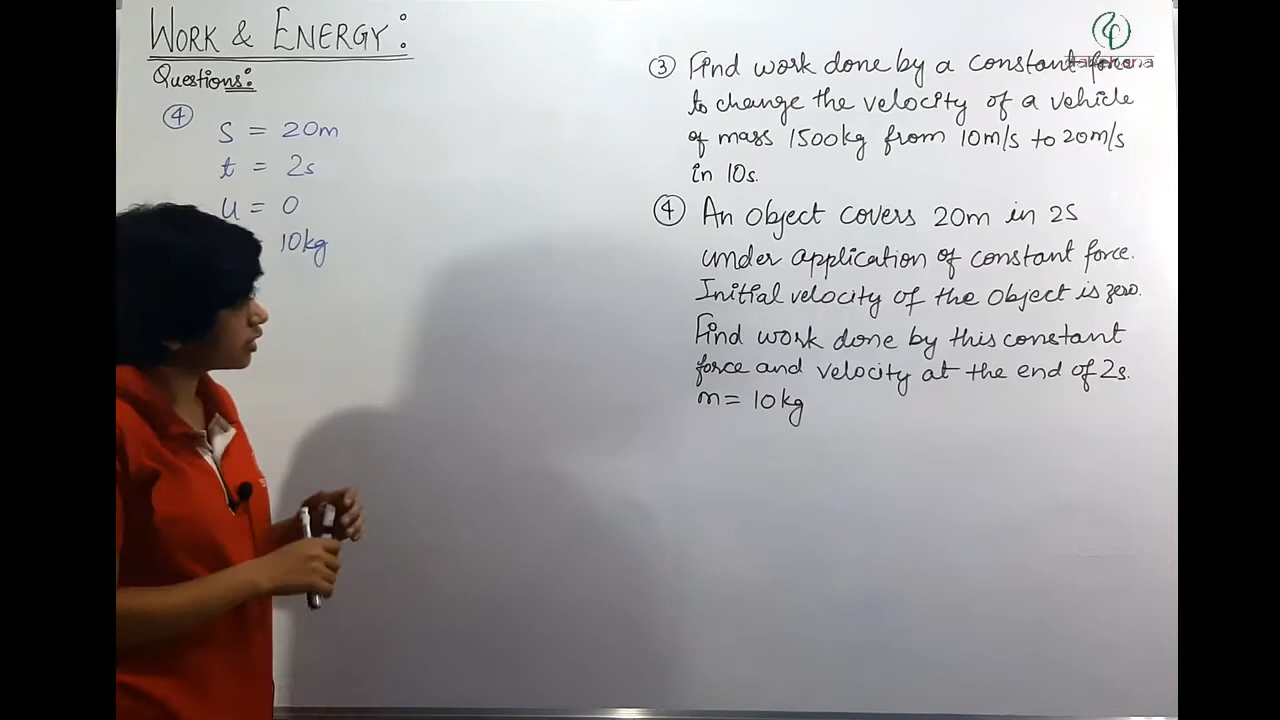 WORK & ENERGY:
Questions:
④ S = 20m
t = 2s
u = 0
10kg
③ Find work done by a constant force
to change the velocity of a vehicle
of mass 1500kg from 10m/s to 20m/s
in 10s.
④ An object covers 20m in 2s
under application of constant force.
Initial velocity of the object is zero.
Find work done by this constant
force and velocity at the end of 2s.
m = 10kg